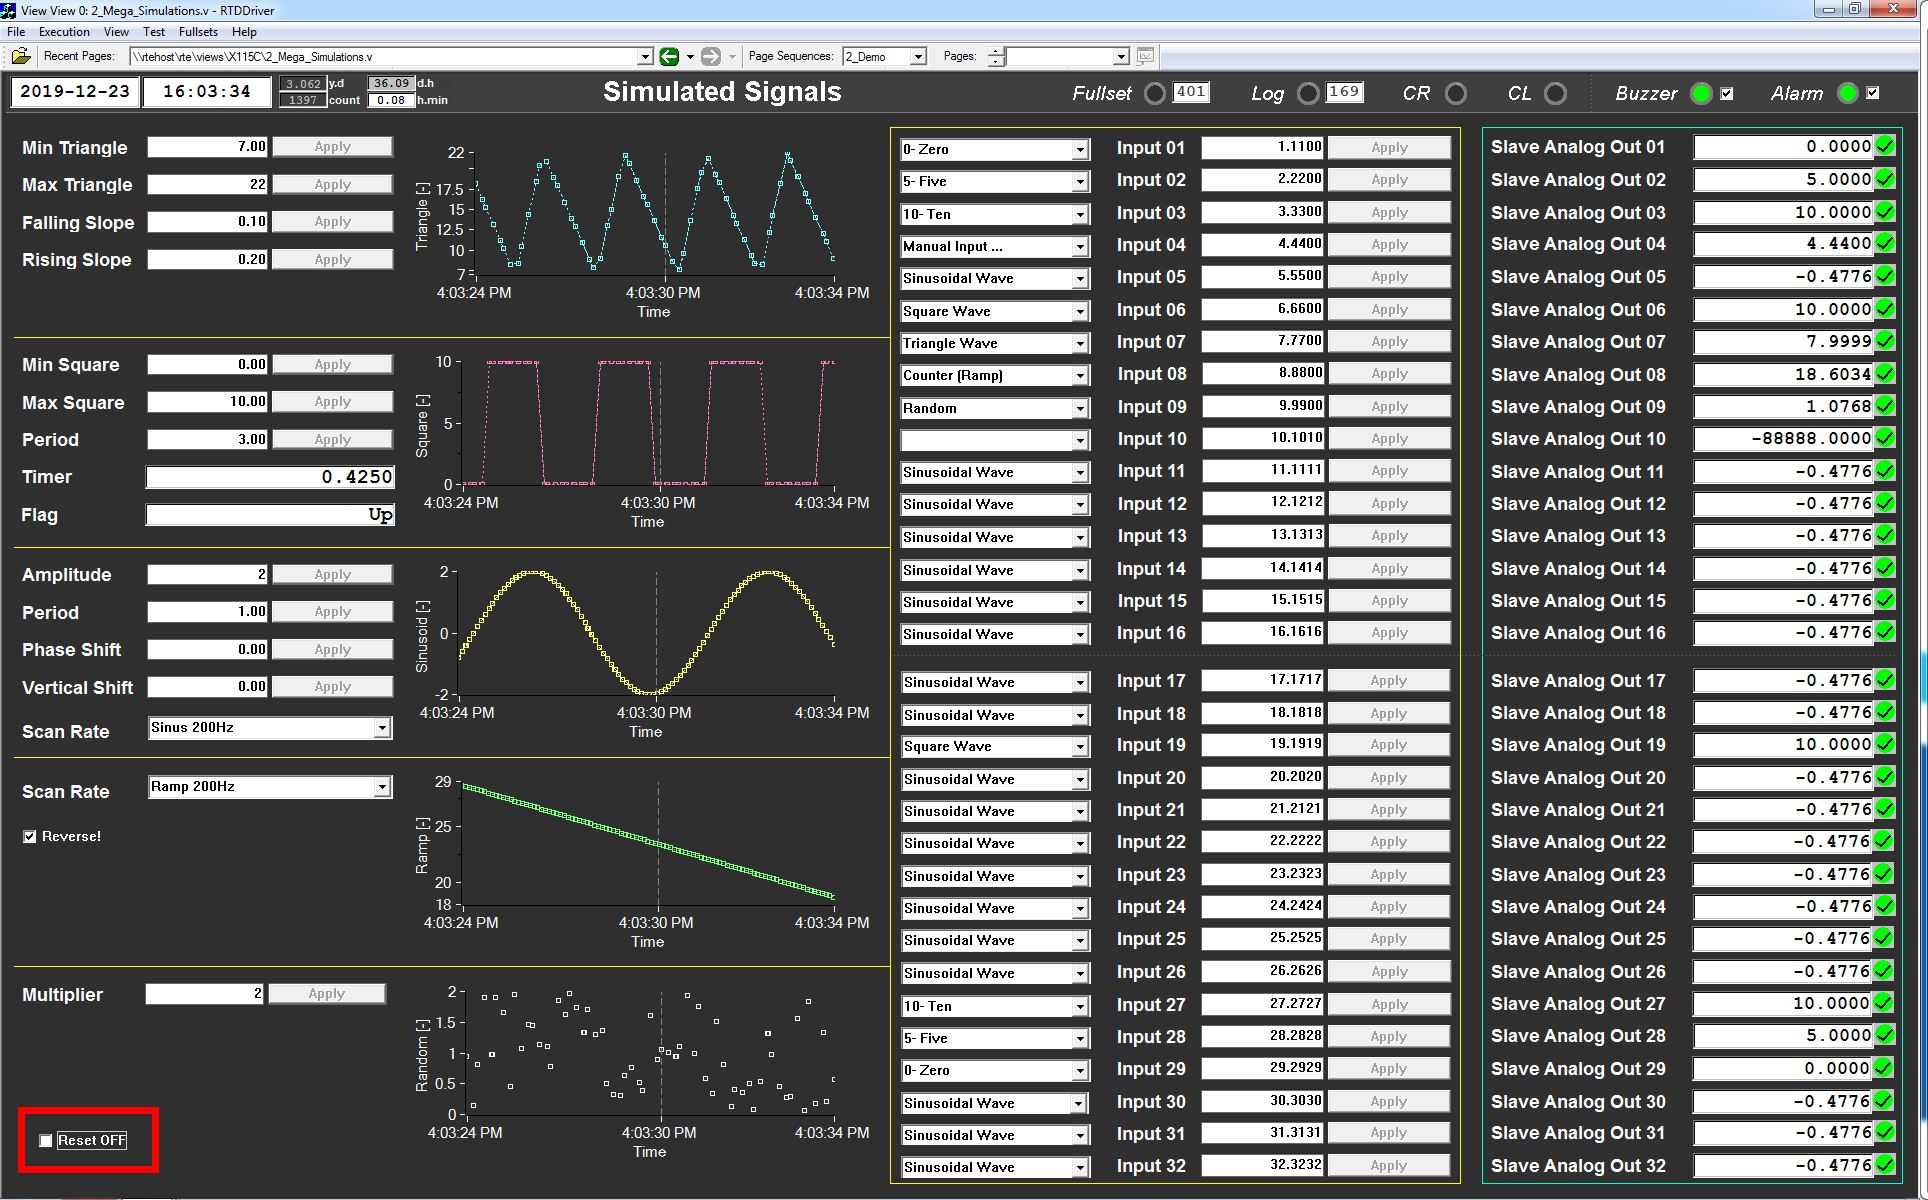 View View 0: 2_Mega_Simulations.v - RTDDriver
File Execution View Test Fullsets Help
Recent Pages: \\rtehost\rte\views\X115C\2_Mega_Simulations.v Page Sequences: 2_Demo Pages:
2019-12-23 16:03:34 3.062 y.d 36.09 d.h
1397 count 0.08 h.min
Simulated Signals
Fullset 401 Log 169 CR CL Buzzer Alarm
Min Triangle 7.00 Apply
Max Triangle 22 Apply
Falling Slope 0.10 Apply
Rising Slope 0.20 Apply
Triangle [-]
22
17.5
15
12.5
10
7
4:03:24 PM 4:03:30 PM 4:03:34 PM
Time
Min Square 0.00 Apply
Max Square 10.00 Apply
Period 3.00 Apply
Timer 0.4250
Flag Up
Square [-]
10
5
0
4:03:24 PM 4:03:30 PM 4:03:34 PM
Time
Amplitude 2 Apply
Period 1.00 Apply
Phase Shift 0.00 Apply
Vertical Shift 0.00 Apply
Scan Rate Sinus 200Hz
Sinusoid [-]
2
0
-2
4:03:24 PM 4:03:30 PM 4:03:34 PM
Time
Scan Rate Ramp 200Hz
Reverse!
Ramp [-]
29
25
20
18
4:03:24 PM 4:03:30 PM 4:03:34 PM
Time
Multiplier 2 Apply
Reset OFF
Random [-]
2
1.5
1
0.5
0
4:03:24 PM 4:03:30 PM 4:03:34 PM
Time
0- Zero Input 01 1.1100 Apply
5- Five Input 02 2.2200 Apply
10- Ten Input 03 3.3300 Apply
Manual Input ... Input 04 4.4400 Apply
Sinusoidal Wave Input 05 5.5500 Apply
Square Wave Input 06 6.6600 Apply
Triangle Wave Input 07 7.7700 Apply
Counter (Ramp) Input 08 8.8800 Apply
Random Input 09 9.9900 Apply
Input 10 10.1010 Apply
Sinusoidal Wave Input 11 11.1111 Apply
Sinusoidal Wave Input 12 12.1212 Apply
Sinusoidal Wave Input 13 13.1313 Apply
Sinusoidal Wave Input 14 14.1414 Apply
Sinusoidal Wave Input 15 15.1515 Apply
Sinusoidal Wave Input 16 16.1616 Apply
Sinusoidal Wave Input 17 17.1717 Apply
Sinusoidal Wave Input 18 18.1818 Apply
Square Wave Input 19 19.1919 Apply
Sinusoidal Wave Input 20 20.2020 Apply
Sinusoidal Wave Input 21 21.2121 Apply
Sinusoidal Wave Input 22 22.2222 Apply
Sinusoidal Wave Input 23 23.2323 Apply
Sinusoidal Wave Input 24 24.2424 Apply
Sinusoidal Wave Input 25 25.2525 Apply
Sinusoidal Wave Input 26 26.2626 Apply
10- Ten Input 27 27.2727 Apply
5- Five Input 28 28.2828 Apply
0- Zero Input 29 29.2929 Apply
Sinusoidal Wave Input 30 30.3030 Apply
Sinusoidal Wave Input 31 31.3131 Apply
Sinusoidal Wave Input 32 32.3232 Apply
Slave Analog Out 01 0.0000
Slave Analog Out 02 5.0000
Slave Analog Out 03 10.0000
Slave Analog Out 04 4.4400
Slave Analog Out 05 -0.4776
Slave Analog Out 06 10.0000
Slave Analog Out 07 7.9999
Slave Analog Out 08 18.6034
Slave Analog Out 09 1.0768
Slave Analog Out 10 -88888.0000
Slave Analog Out 11 -0.4776
Slave Analog Out 12 -0.4776
Slave Analog Out 13 -0.4776
Slave Analog Out 14 -0.4776
Slave Analog Out 15 -0.4776
Slave Analog Out 16 -0.4776
Slave Analog Out 17 -0.4776
Slave Analog Out 18 -0.4776
Slave Analog Out 19 10.0000
Slave Analog Out 20 -0.4776
Slave Analog Out 21 -0.4776
Slave Analog Out 22 -0.4776
Slave Analog Out 23 -0.4776
Slave Analog Out 24 -0.4776
Slave Analog Out 25 -0.4776
Slave Analog Out 26 -0.4776
Slave Analog Out 27 10.0000
Slave Analog Out 28 5.0000
Slave Analog Out 29 0.0000
Slave Analog Out 30 -0.4776
Slave Analog Out 31 -0.4776
Slave Analog Out 32 -0.4776